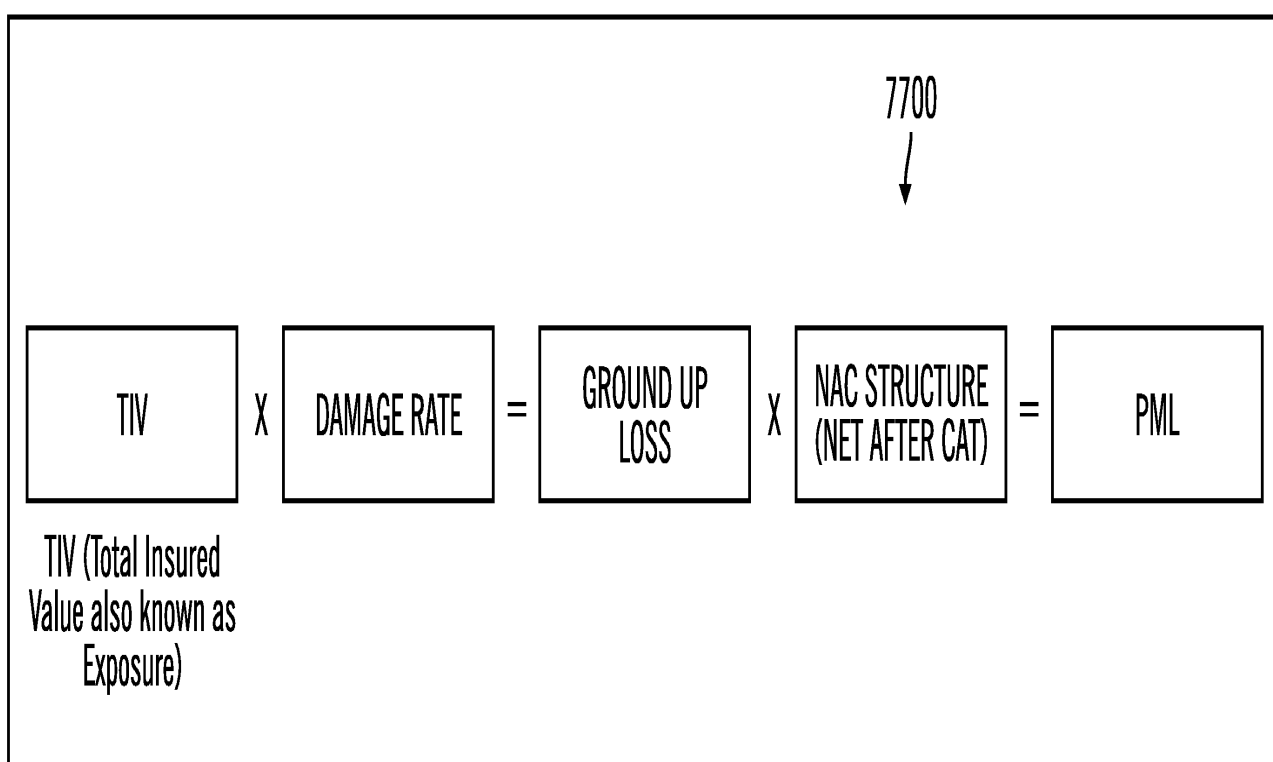 7700
TIV X DAMAGE RATE = GROUND UP
LOSS X NAC STRUCTURE
(NET AFTER CAT) = PML
TIV (Total Insured
Value also known as
Exposure)